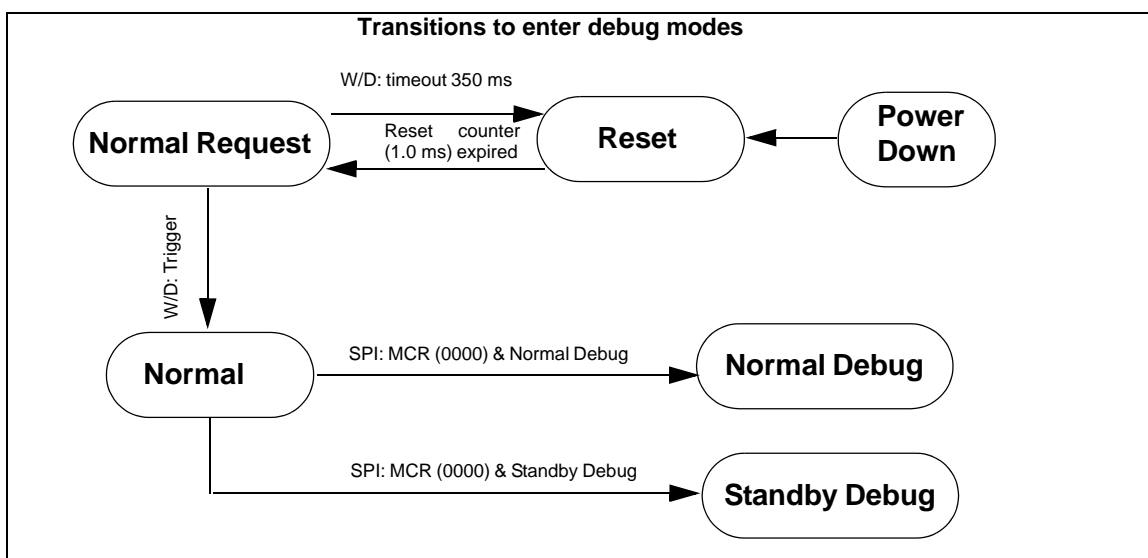 Transitions to enter debug modes
W/D: timeout 350 ms
Normal Request
Reset counter
(1.0 ms) expired
Reset
Power
Down
W/D: Trigger
Normal
SPI: MCR (0000) & Normal Debug
Normal Debug
SPI: MCR (0000) & Standby Debug
Standby Debug